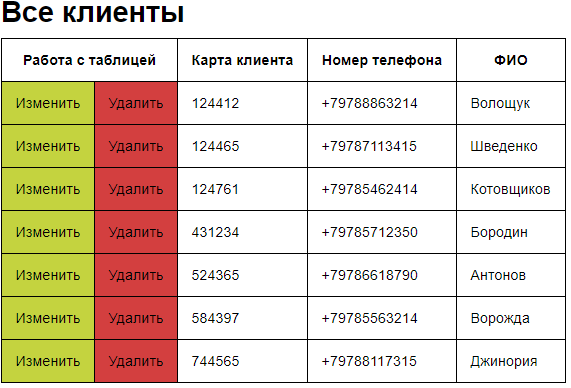 Все клиенты
Работа с таблицей Карта клиента Номер телефона ФИО
Изменить Удалить 124412 +79788863214 Волощук
Изменить Удалить 124465 +79787113415 Шведенко
Изменить Удалить 124761 +79785462414 Котовщиков
Изменить Удалить 431234 +79785712350 Бородин
Изменить Удалить 524365 +79786618790 Антонов
Изменить Удалить 584397 +79785563214 Ворожда
Изменить Удалить 744565 +79788117315 Джинория